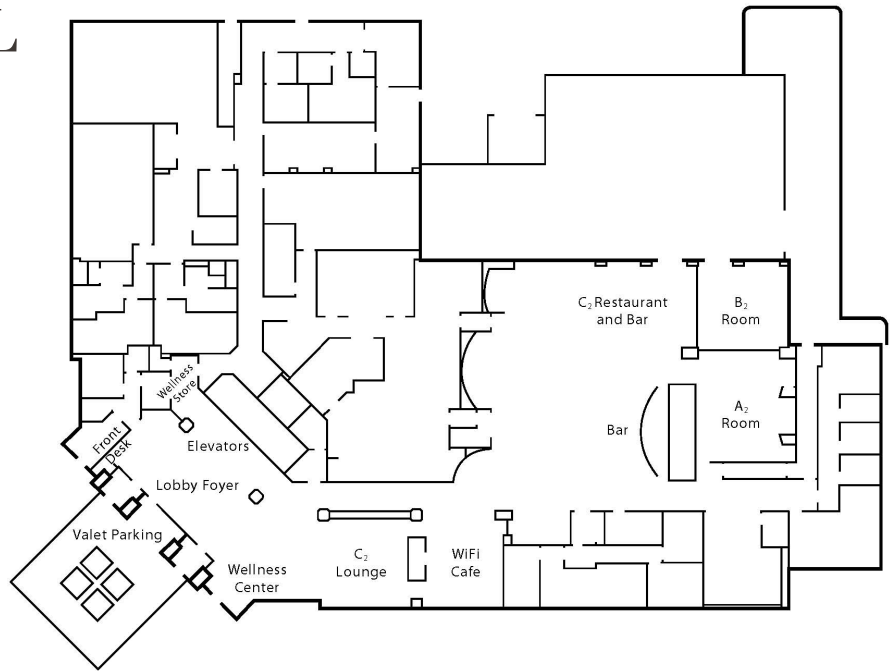 L
C₂ Restaurant
and Bar
B₂
Room
Wellness
Store
A₂
Room
Bar
Front
Desk
Elevators
Lobby Foyer
Valet Parking
C₂
Lounge
WiFi
Cafe
Wellness
Center